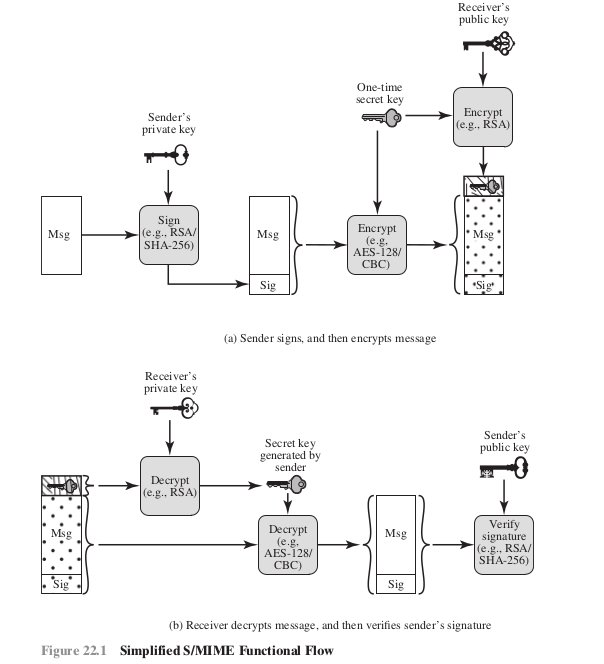 Receiver's
public key
One-time
secret key
Encrypt
(e.g., RSA)
Sender's
private key
Msg
Sign
(e.g., RSA/
SHA-256)
Msg
Sig
Encrypt
(e.g,
AES-128/
CBC)
Msg
Sig
(a) Sender signs, and then encrypts message
Receiver's
private key
Decrypt
(e.g., RSA)
Secret key
generated by
sender
Sender's
public key
Msg
Sig
Decrypt
(e.g,
AES-128/
CBC)
Msg
Sig
Verify
signature
(e.g., RSA/
SHA-256)
(b) Receiver decrypts message, and then verifies sender's signature
Figure 22.1 Simplified S/MIME Functional Flow